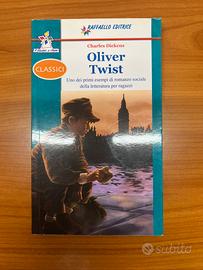 RAFFAELLO EDITRICE
Charles Dickens
Oliver
Twist
CLASSICI
Uno dei primi esempi di romanzo sociale
della letteratura per ragazzi
subito